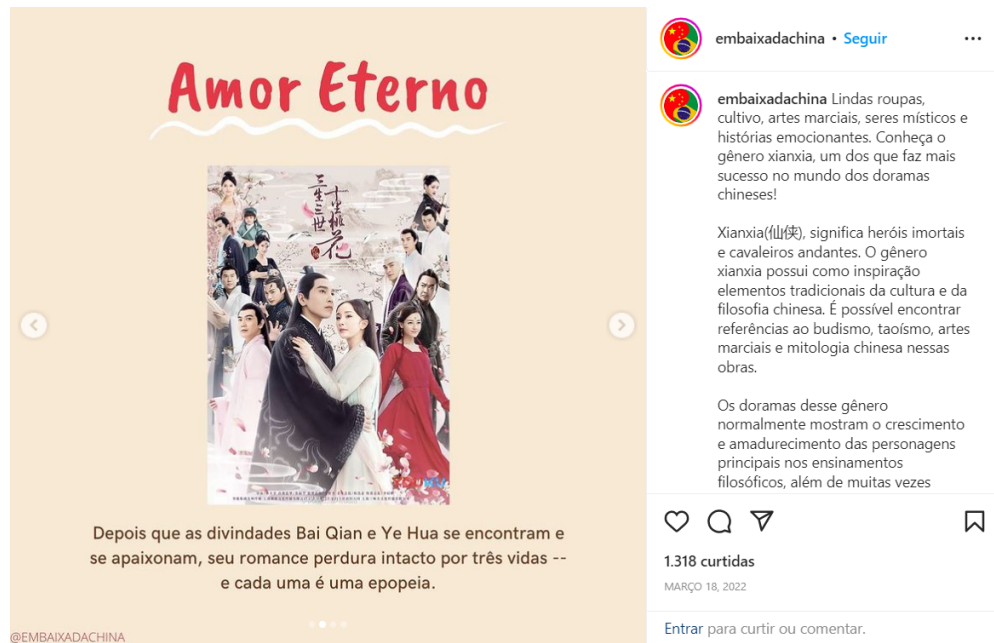 Amor Eterno
三生三世
十里桃花
YOUKU
Depois que as divindades Bai Qian e Ye Hua se encontram e
se apaixonam, seu romance perdura intacto por três vidas --
e cada uma é uma epopeia.
@EMBAIXADACHINA
embaixadachina • Seguir
embaixadachina Lindas roupas,
cultivo, artes marciais, seres místicos e
histórias emocionantes. Conheça o
gênero xianxia, um dos que faz mais
sucesso no mundo dos doramas
chineses!
Xianxia(仙侠), significa heróis imortais
e cavaleiros andantes. O gênero
xianxia possui como inspiração
elementos tradicionais da cultura e da
filosofia chinesa. É possível encontrar
referências ao budismo, taoísmo, artes
marciais e mitologia chinesa nessas
obras.
Os doramas desse gênero
normalmente mostram o crescimento
e amadurecimento das personagens
principais nos ensinamentos
filosóficos, além de muitas vezes
1.318 curtidas
MARÇO 18, 2022
Entrar para curtir ou comentar.